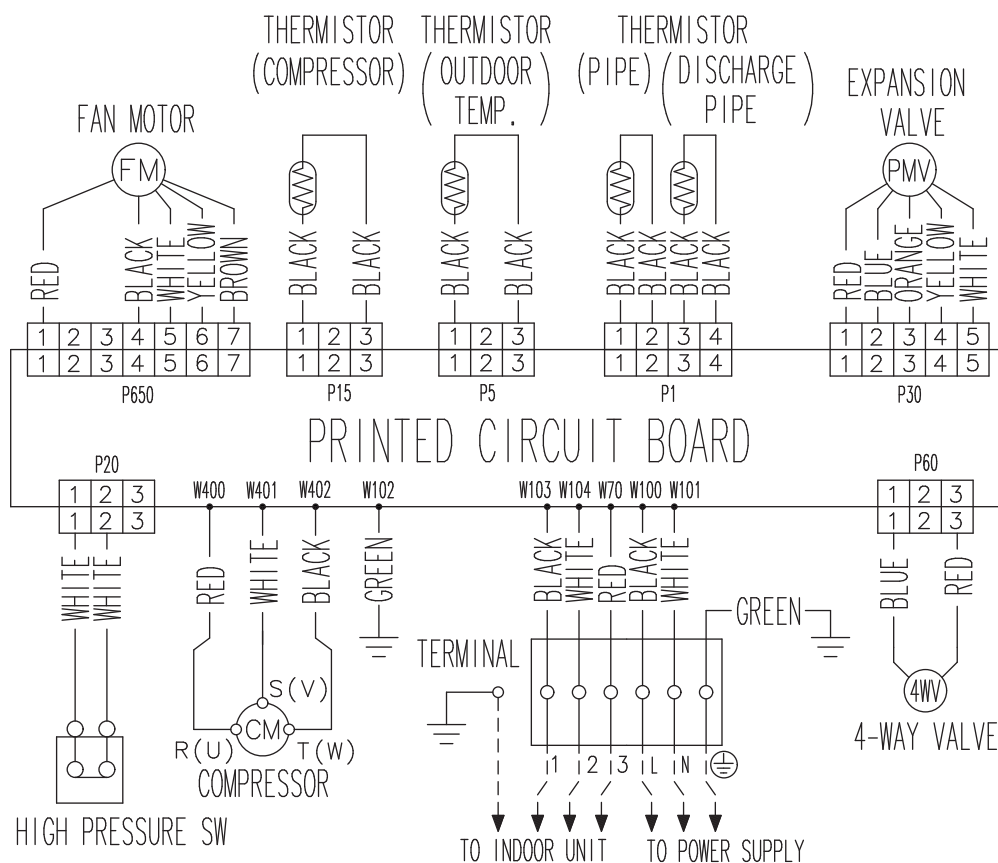 THERMISTOR
(COMPRESSOR)
THERMISTOR
(OUTDOOR
TEMP.)
THERMISTOR
(PIPE) (DISCHARGE
PIPE)
EXPANSION
VALVE
FAN MOTOR
FM
PMV
RED BLACK WHITE YELLOW BROWN
BLACK BLACK
BLACK BLACK
BLACK BLACK BLACK BLACK
RED BLUE ORANGE YELLOW WHITE
1 2 3 4 5 6 7
1 2 3 4 5 6 7
P650
1 2 3
1 2 3
P15
1 2 3
1 2 3
P5
1 2 3 4
1 2 3 4
P1
1 2 3 4 5
1 2 3 4 5
P30
PRINTED CIRCUIT BOARD
P20
1 2 3
1 2 3
W400 W401 W402 W102
W103 W104 W70 W100 W101
P60
1 2 3
1 2 3
WHITE WHITE
RED WHITE BLACK GREEN
BLACK WHITE RED BLACK WHITE
BLUE RED
GREEN
TERMINAL
S(V)
CM
R(U) T(W)
COMPRESSOR
4WV
4-WAY VALVE
1 2 3 L N
HIGH PRESSURE SW
TO INDOOR UNIT TO POWER SUPPLY